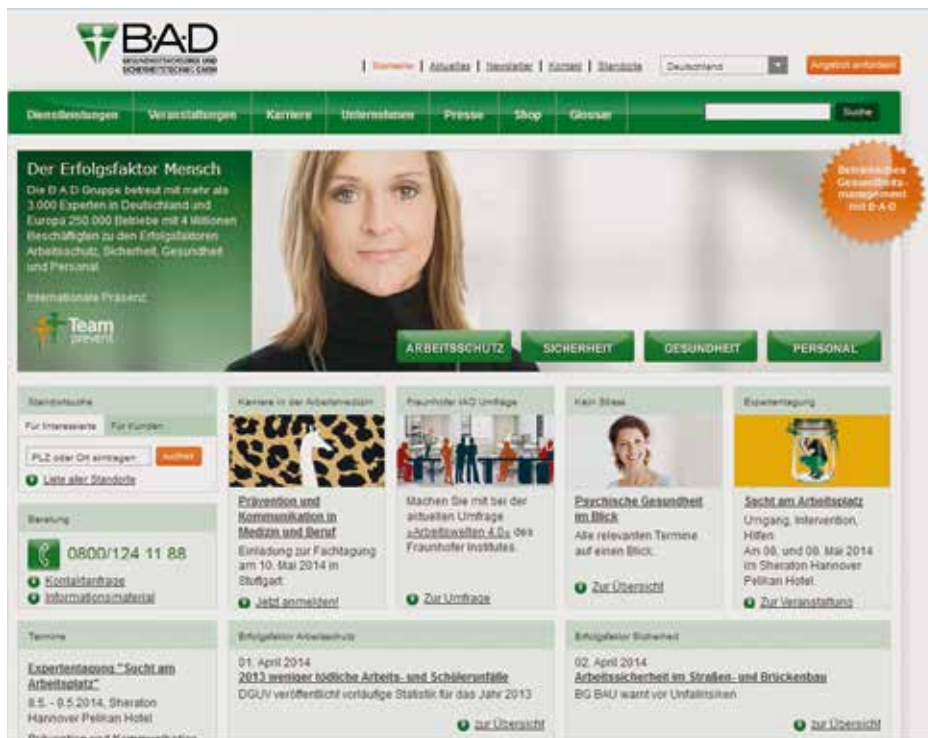 B·A·D
GESUNDHEITSVORSORGE UND
SICHERHEITSTECHNIK GMBH
| Startseite | Aktuelles | Newsletter | Kontakt | Standorte
Deutschland
Angebot anfordern
Dienstleistungen
Veranstaltungen
Karriere
Unternehmen
Presse
Shop
Glossar
Suche
Der Erfolgsfaktor Mensch
Die B·A·D Gruppe betreut mit mehr als
3.000 Experten in Deutschland und
Europa 250.000 Betriebe mit 4 Millionen
Beschäftigten zu den Erfolgsfaktoren
Arbeitsschutz, Sicherheit, Gesundheit
und Personal.
Internationale Präsenz:
Team
prevent
Gesundheits-
management
mit B·A·D
ARBEITSSCHUTZ
SICHERHEIT
GESUNDHEIT
PERSONAL
Standortsuche
Für Interessierte
Für Kunden
PLZ oder Ort eintragen
suchen
Liste aller Standorte
Beratung
0800/124 11 88
Kontaktanfrage
Informationsmaterial
Karriere in der Arbeitsmedizin
Prävention und
Kommunikation in
Medizin und Beruf
Einladung zur Fachtagung
am 10. Mai 2014 in
Stuttgart
Jetzt anmelden!
Fraunhofer IAO Umfrage
Machen Sie mit bei der
aktuellen Umfrage
»Arbeitswelten 4.0« des
Fraunhofer Institutes.
Zur Umfrage
Kein Stress
Psychische Gesundheit
im Blick
Alle relevanten Termine
auf einen Blick.
Zur Übersicht
Expertentagung
Sucht am Arbeitsplatz
Umgang, Intervention,
Hilfen
Am 08. und 09. Mai 2014
im Sheraton Hannover
Pelikan Hotel.
Zur Veranstaltung
Termine
Expertentagung "Sucht am
Arbeitsplatz"
8.5. - 9.5.2014, Sheraton
Hannover Pelikan Hotel
Prävention und Kommunikation
Erfolgsfaktor Arbeitsschutz
01. April 2014
2013 weniger tödliche Arbeits- und Schülerunfälle
DGUV veröffentlicht vorläufige Statistik für das Jahr 2013
zur Übersicht
Erfolgsfaktor Sicherheit
02. April 2014
Arbeitssicherheit im Straßen- und Brückenbau
BG BAU warnt vor Unfallrisiken
zur Übersicht